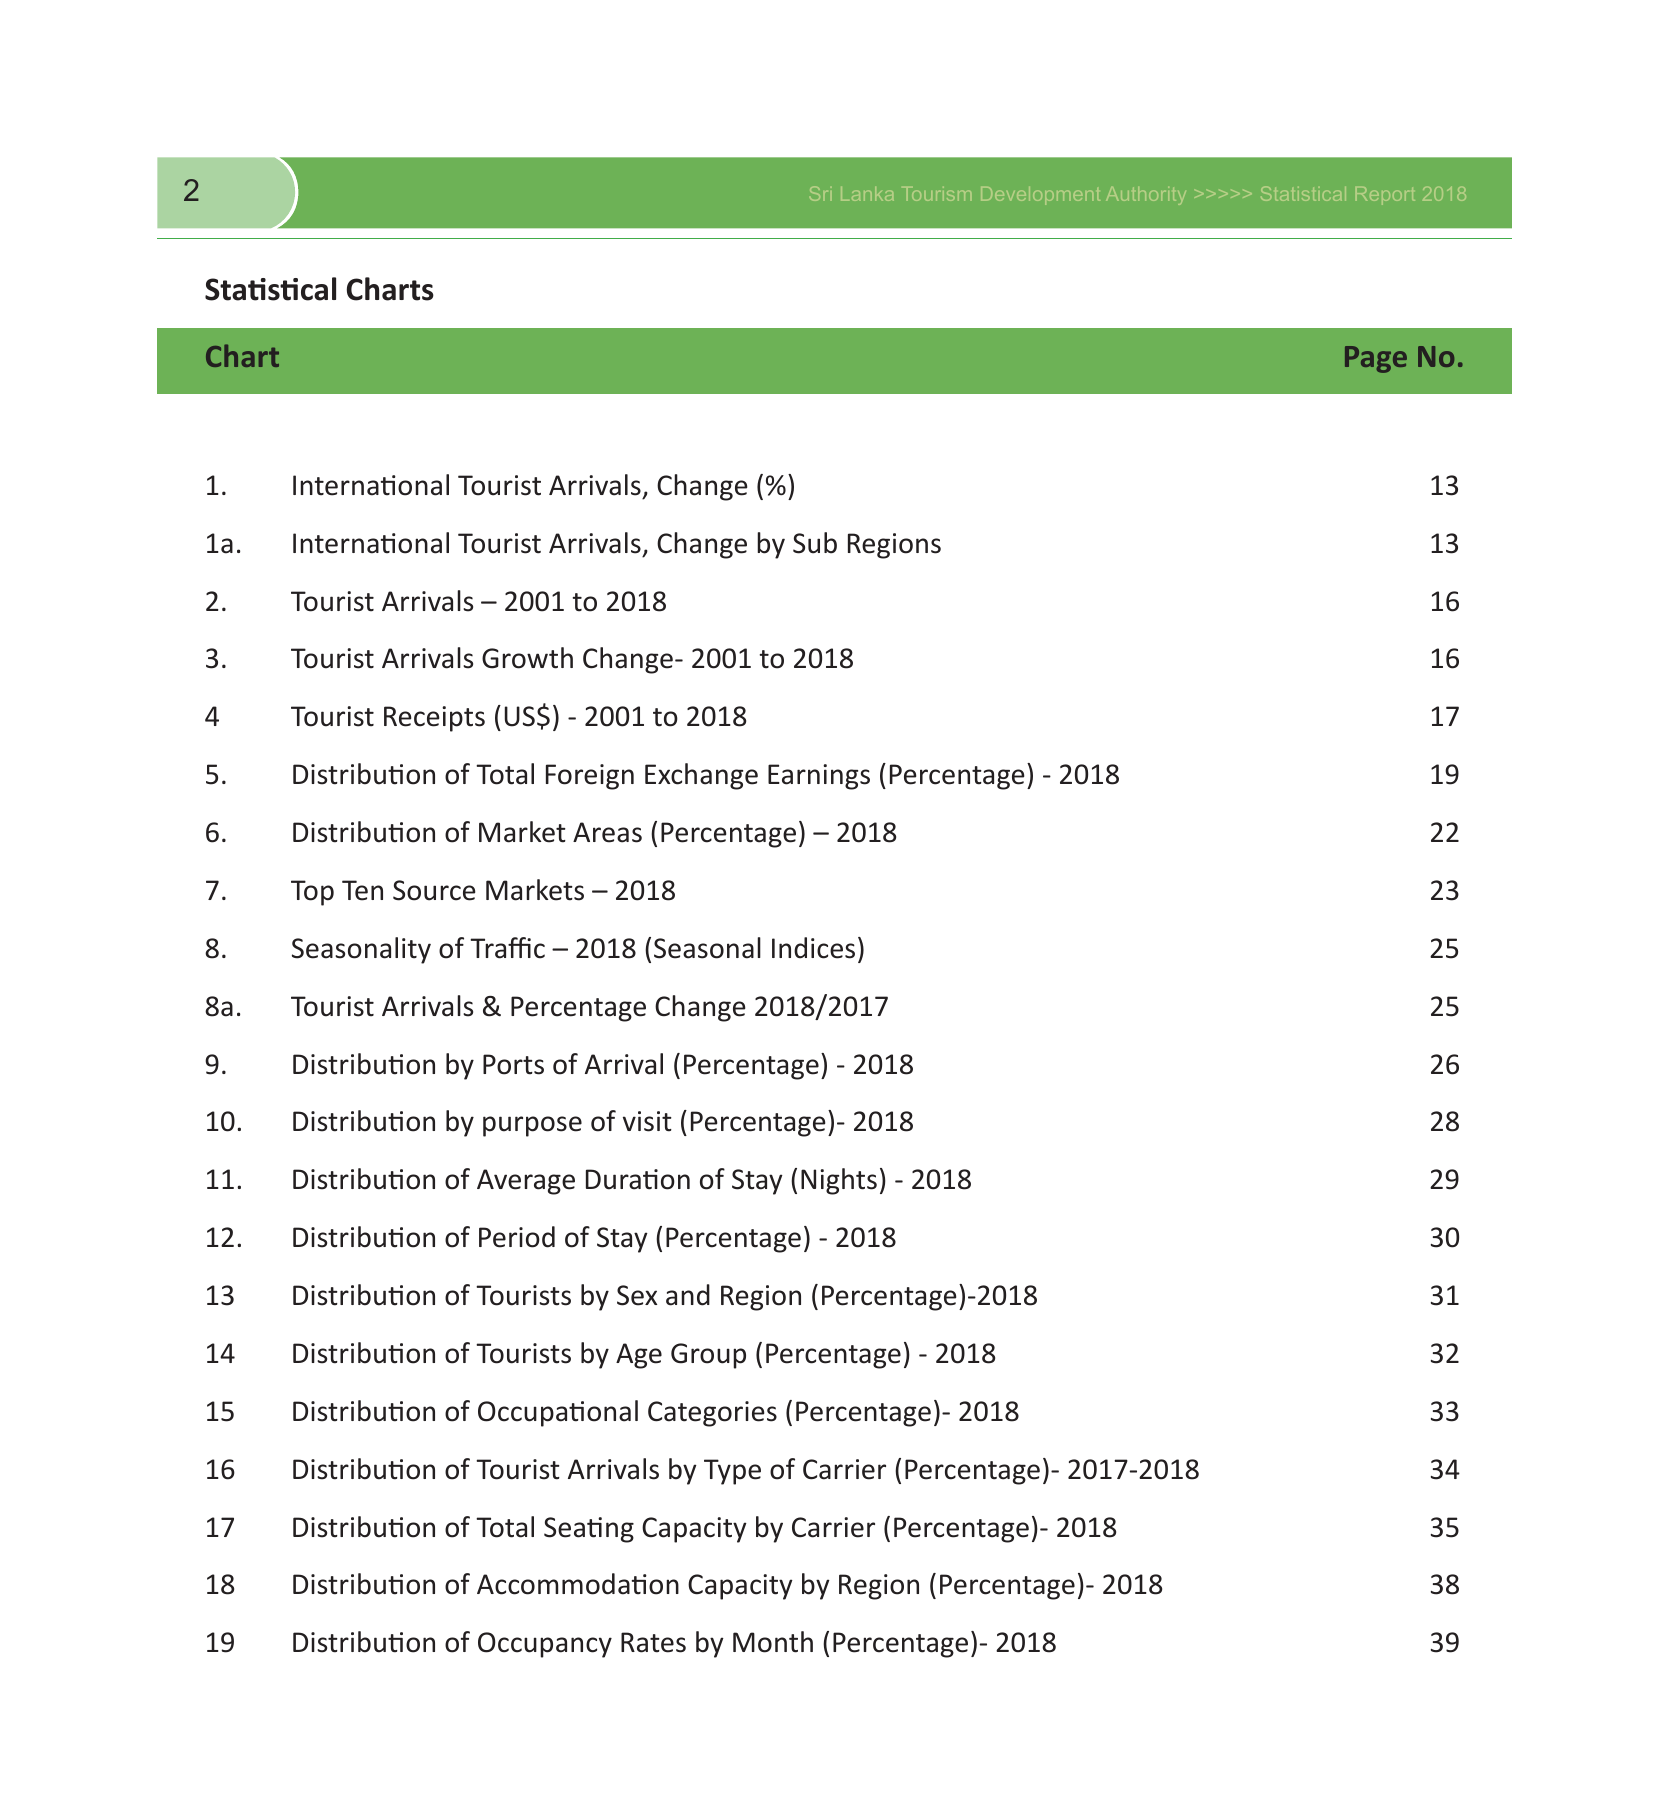 2
Sri Lanka Tourism Development Authority >>>>> Statistical Report 2018
Statistical Charts
Chart Page No.
1. International Tourist Arrivals, Change (%) 13
1a. International Tourist Arrivals, Change by Sub Regions 13
2. Tourist Arrivals – 2001 to 2018 16
3. Tourist Arrivals Growth Change- 2001 to 2018 16
4 Tourist Receipts (US$) - 2001 to 2018 17
5. Distribution of Total Foreign Exchange Earnings (Percentage) - 2018 19
6. Distribution of Market Areas (Percentage) – 2018 22
7. Top Ten Source Markets – 2018 23
8. Seasonality of Traffic – 2018 (Seasonal Indices) 25
8a. Tourist Arrivals & Percentage Change 2018/2017 25
9. Distribution by Ports of Arrival (Percentage) - 2018 26
10. Distribution by purpose of visit (Percentage)- 2018 28
11. Distribution of Average Duration of Stay (Nights) - 2018 29
12. Distribution of Period of Stay (Percentage) - 2018 30
13 Distribution of Tourists by Sex and Region (Percentage)-2018 31
14 Distribution of Tourists by Age Group (Percentage) - 2018 32
15 Distribution of Occupational Categories (Percentage)- 2018 33
16 Distribution of Tourist Arrivals by Type of Carrier (Percentage)- 2017-2018 34
17 Distribution of Total Seating Capacity by Carrier (Percentage)- 2018 35
18 Distribution of Accommodation Capacity by Region (Percentage)- 2018 38
19 Distribution of Occupancy Rates by Month (Percentage)- 2018 39